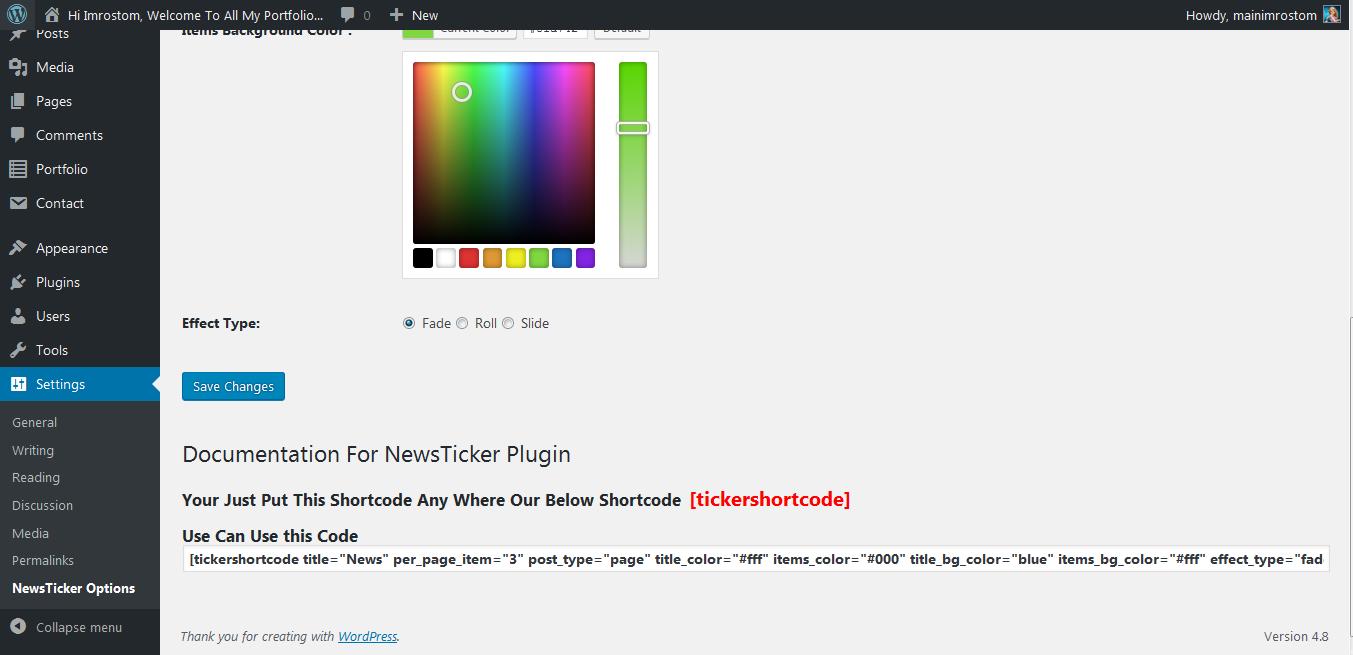 Hi Imrostom, Welcome To All My Portfolio... 0 New
Howdy, mainimrostom
Posts
Media
Pages
Comments
Portfolio
Contact
Appearance
Plugins
Users
Tools
Settings
General
Writing
Reading
Discussion
Media
Permalinks
NewsTicker Options
Collapse menu
Items Background Color :
Current Color
Default
Effect Type:
Fade Roll Slide
Save Changes
Documentation For NewsTicker Plugin
Your Just Put This Shortcode Any Where Our Below Shortcode [tickershortcode]
Use Can Use this Code
[tickershortcode title="News" per_page_item="3" post_type="page" title_color="#fff" items_color="#000" title_bg_color="blue" items_bg_color="#fff" effect_type="fad
Thank you for creating with WordPress.
Version 4.8